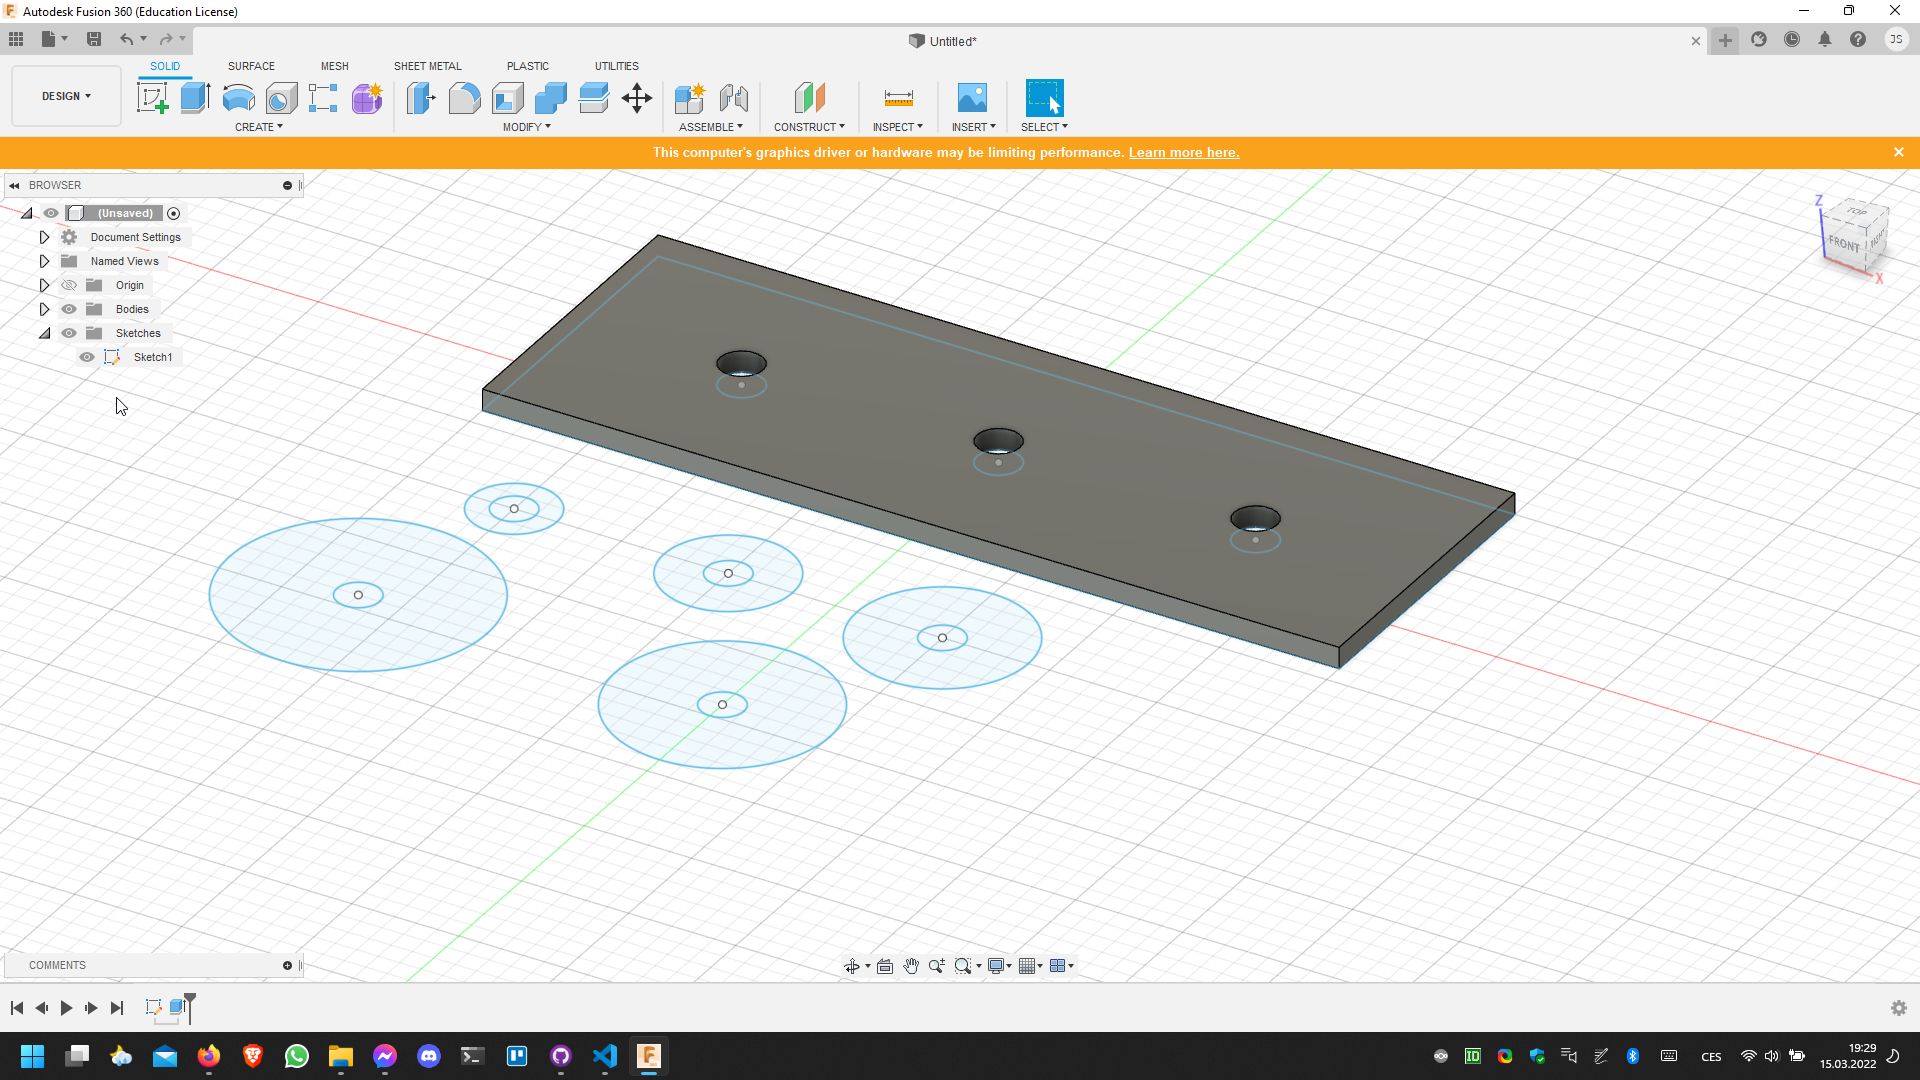 Autodesk Fusion 360 (Education License)
Untitled*
JS
DESIGN
SOLID
SURFACE
MESH
SHEET METAL
PLASTIC
UTILITIES
CREATE
MODIFY
ASSEMBLE
CONSTRUCT
INSPECT
INSERT
SELECT
This computer's graphics driver or hardware may be limiting performance. Learn more here.
BROWSER
(Unsaved)
Document Settings
Named Views
Origin
Bodies
Sketches
Sketch1
Z
TOP
FRONT
RIGHT
X
COMMENTS
ID
CES
19:29
15.03.2022